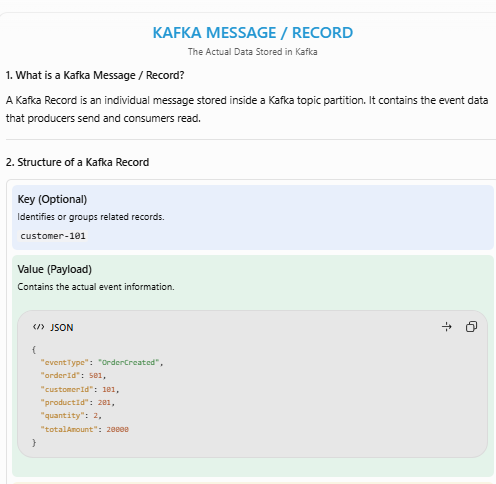 KAFKA MESSAGE / RECORD
The Actual Data Stored in Kafka
1. What is a Kafka Message / Record?
A Kafka Record is an individual message stored inside a Kafka topic partition. It contains the event data
that producers send and consumers read.
2. Structure of a Kafka Record
Key (Optional)
Identifies or groups related records.
customer-101
Value (Payload)
Contains the actual event information.
</> JSON
{
"eventType": "OrderCreated",
"orderId": 501,
"customerId": 101,
"productId": 201,
"quantity": 2,
"totalAmount": 20000
}